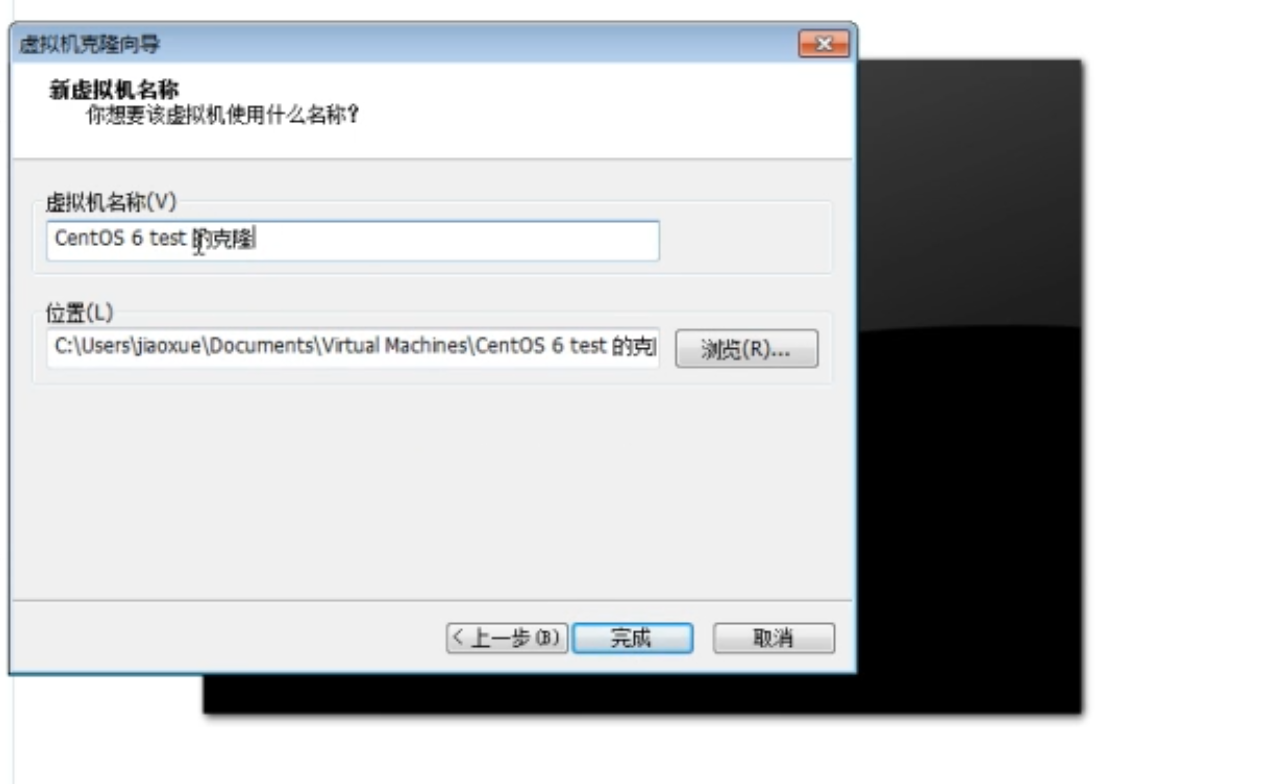 虚拟机克隆向导
新虚拟机名称
你想要该虚拟机使用什么名称?
虚拟机名称(V)
CentOS 6 test 的克隆
位置(L)
C:\Users\jiaoxue\Documents\Virtual Machines\CentOS 6 test 的克
浏览(R)...
< 上一步(B)
完成
取消